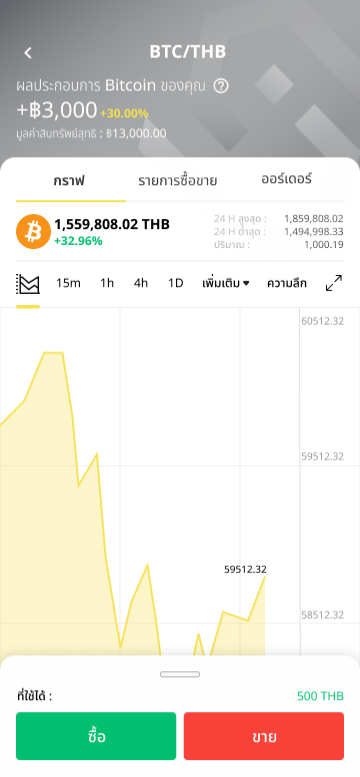 BTC/THB
ผลประกอบการ Bitcoin ของคุณ ?
+฿3,000 +30.00%
มูลค่าสินทรัพย์สุทธิ : ฿13,000.00
กราฟ รายการซื้อขาย ออร์เดอร์
1,559,808.02 THB
+32.96%
24 H สูงสุด : 1,859,808.02
24 H ต่ำสุด : 1,494,998.33
ปริมาณ : 1,000.19
15m 1h 4h 1D เพิ่มเติม ความลึก
60512.32
59512.32
59512.32
58512.32
ที่ใช้ได้ : 500 THB
ซื้อ ขาย